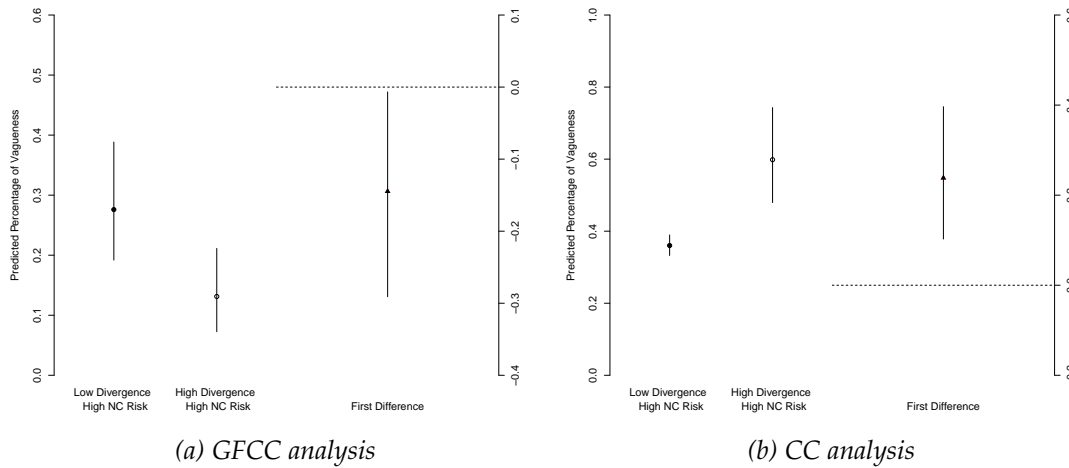 Predicted Percentage of Vagueness
0.6
0.5
0.4
0.3
0.2
0.1
0.0
0.1
0.0
−0.1
−0.2
−0.3
−0.4
Low Divergence
High NC Risk
High Divergence
High NC Risk
First Difference
(a) GFCC analysis
Predicted Percentage of Vagueness
1.0
0.8
0.6
0.4
0.2
0.0
Low Divergence
High NC Risk
High Divergence
High NC Risk
First Difference
(b) CC analysis